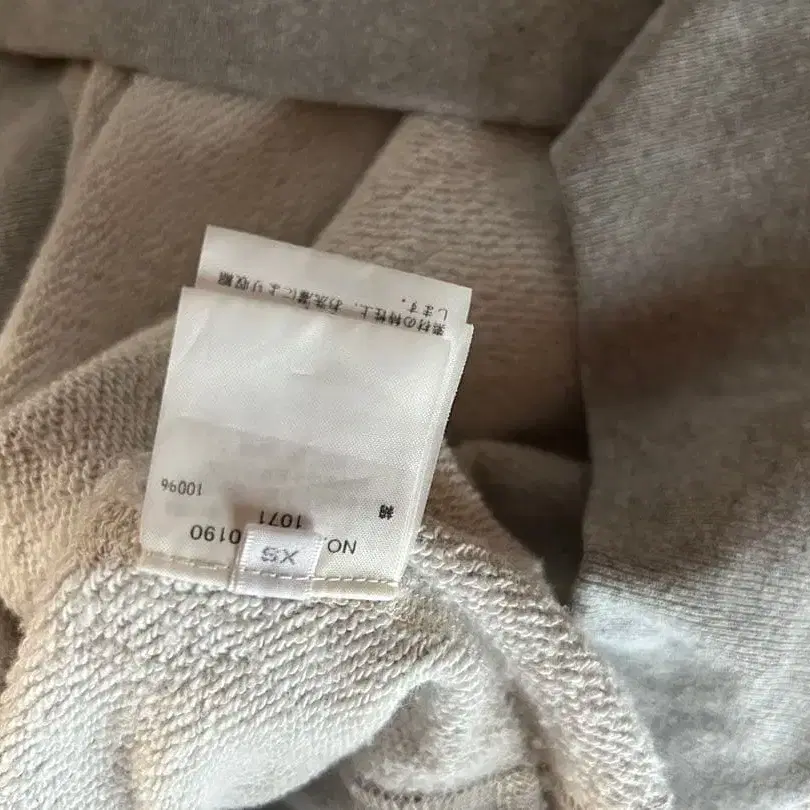 素材の特性上、お洗濯により収縮
します。
NO. 0190
1071
綿 100%
XS